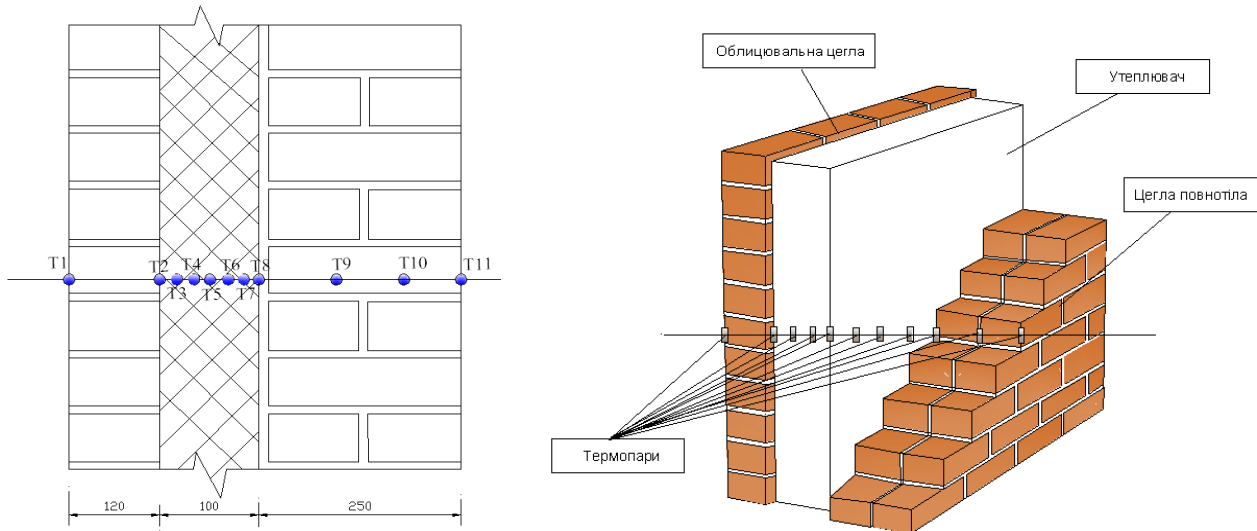 T1
T2
T3
T4
T5
T6
T7
T8
T9
T10
T11
120
100
250
Облицювальна цегла
Утеплювач
Цегла повнотіла
Термопари